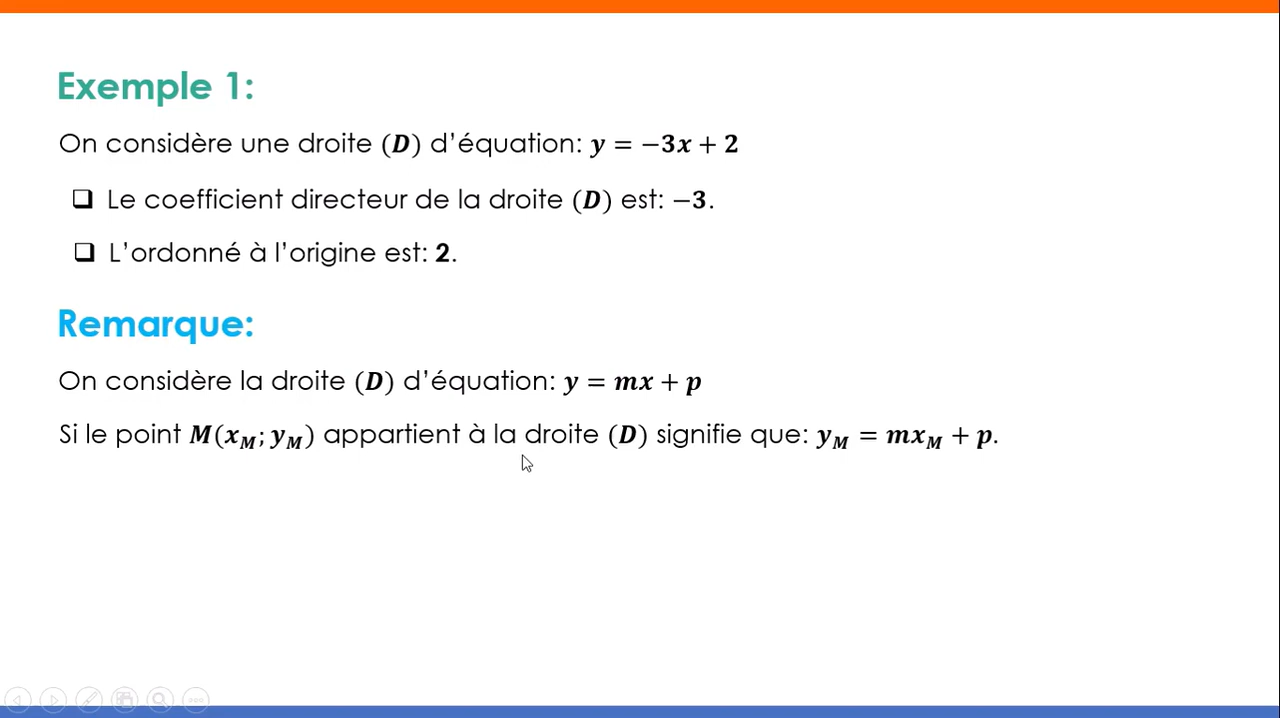 Exemple 1:
On considère une droite (D) d'équation: y = −3x + 2
❑ Le coefficient directeur de la droite (D) est: −3.
❑ L'ordonné à l'origine est: 2.
Remarque:
On considère la droite (D) d'équation: y = mx + p
Si le point M(x_M; y_M) appartient à la droite (D) signifie que: y_M = mx_M + p.